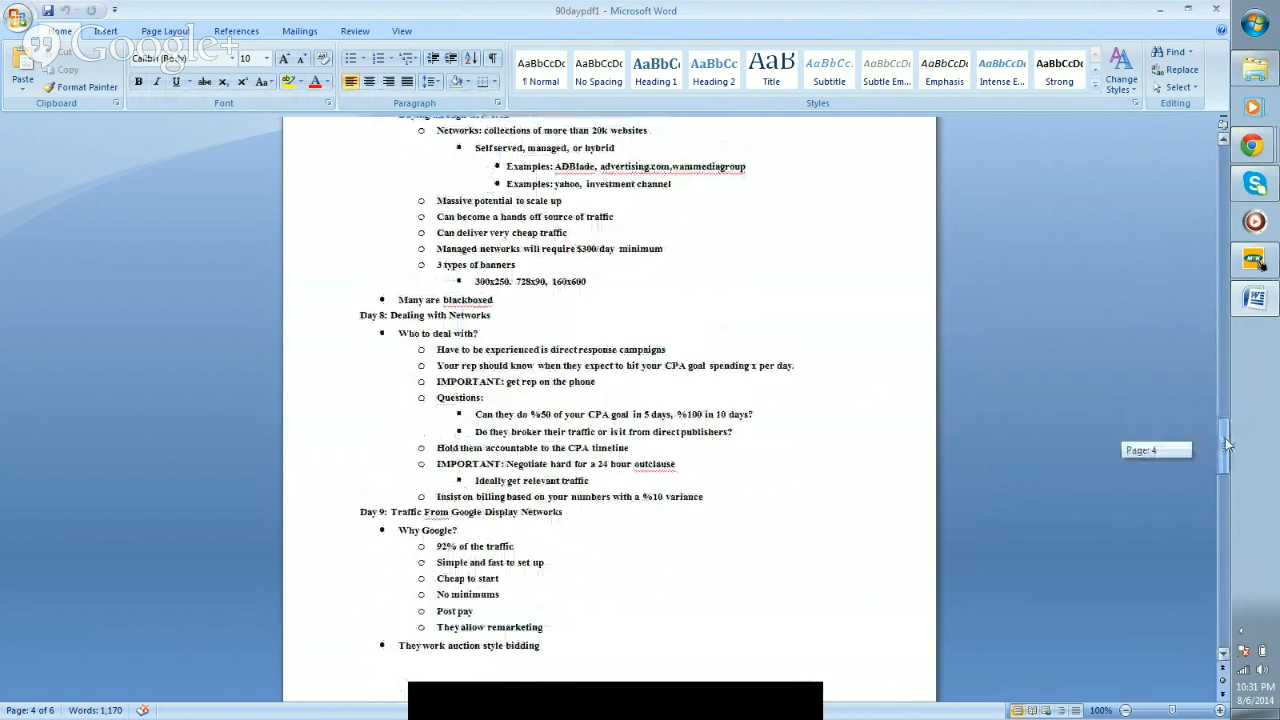 90daypdf1 - Microsoft Word
Home Insert Page Layout References Mailings Review View
Google+
Paste
Cut
Copy
Format Painter
Clipboard
Calibri (Body) 10
Font
Paragraph
AaBbCcDc AaBbCcDc AaBbC AaBbCc AaB AaBbCc. AaBbCcDc AaBbCcDc AaBbCcDc AaBbCcDc
¶ Normal No Spacing Heading 1 Heading 2 Title Subtitle Subtle Em... Emphasis Intense E... Strong
Change Styles
Styles
Find
Replace
Select
Editing
Networks: collections of more than 20k websites
Self served, managed, or hybrid
Examples: ADBlade, advertising.com,wammediagroup
Examples: yahoo, investment channel
Massive potential to scale up
Can become a hands off source of traffic
Can deliver very cheap traffic
Managed networks will require $300/day minimum
3 types of banners
300x250. 728x90, 160x600
Many are blackboxed
Day 8: Dealing with Networks
Who to deal with?
Have to be experienced is direct response campaigns
Your rep should know when they expect to hit your CPA goal spending x per day.
IMPORTANT: get rep on the phone
Questions:
Can they do %50 of your CPA goal in 5 days, %100 in 10 days?
Do they broker their traffic or is it from direct publishers?
Hold them accountable to the CPA timeline
IMPORTANT: Negotiate hard for a 24 hour outclause
Ideally get relevant traffic
Insist on billing based on your numbers with a %10 variance
Day 9: Traffic From Google Display Networks
Why Google?
92% of the traffic
Simple and fast to set up
Cheap to start
No minimums
Post pay
They allow remarketing
They work auction style bidding
Page: 4
Page: 4 of 6 Words: 1,170
100%
10:31 PM
8/6/2014